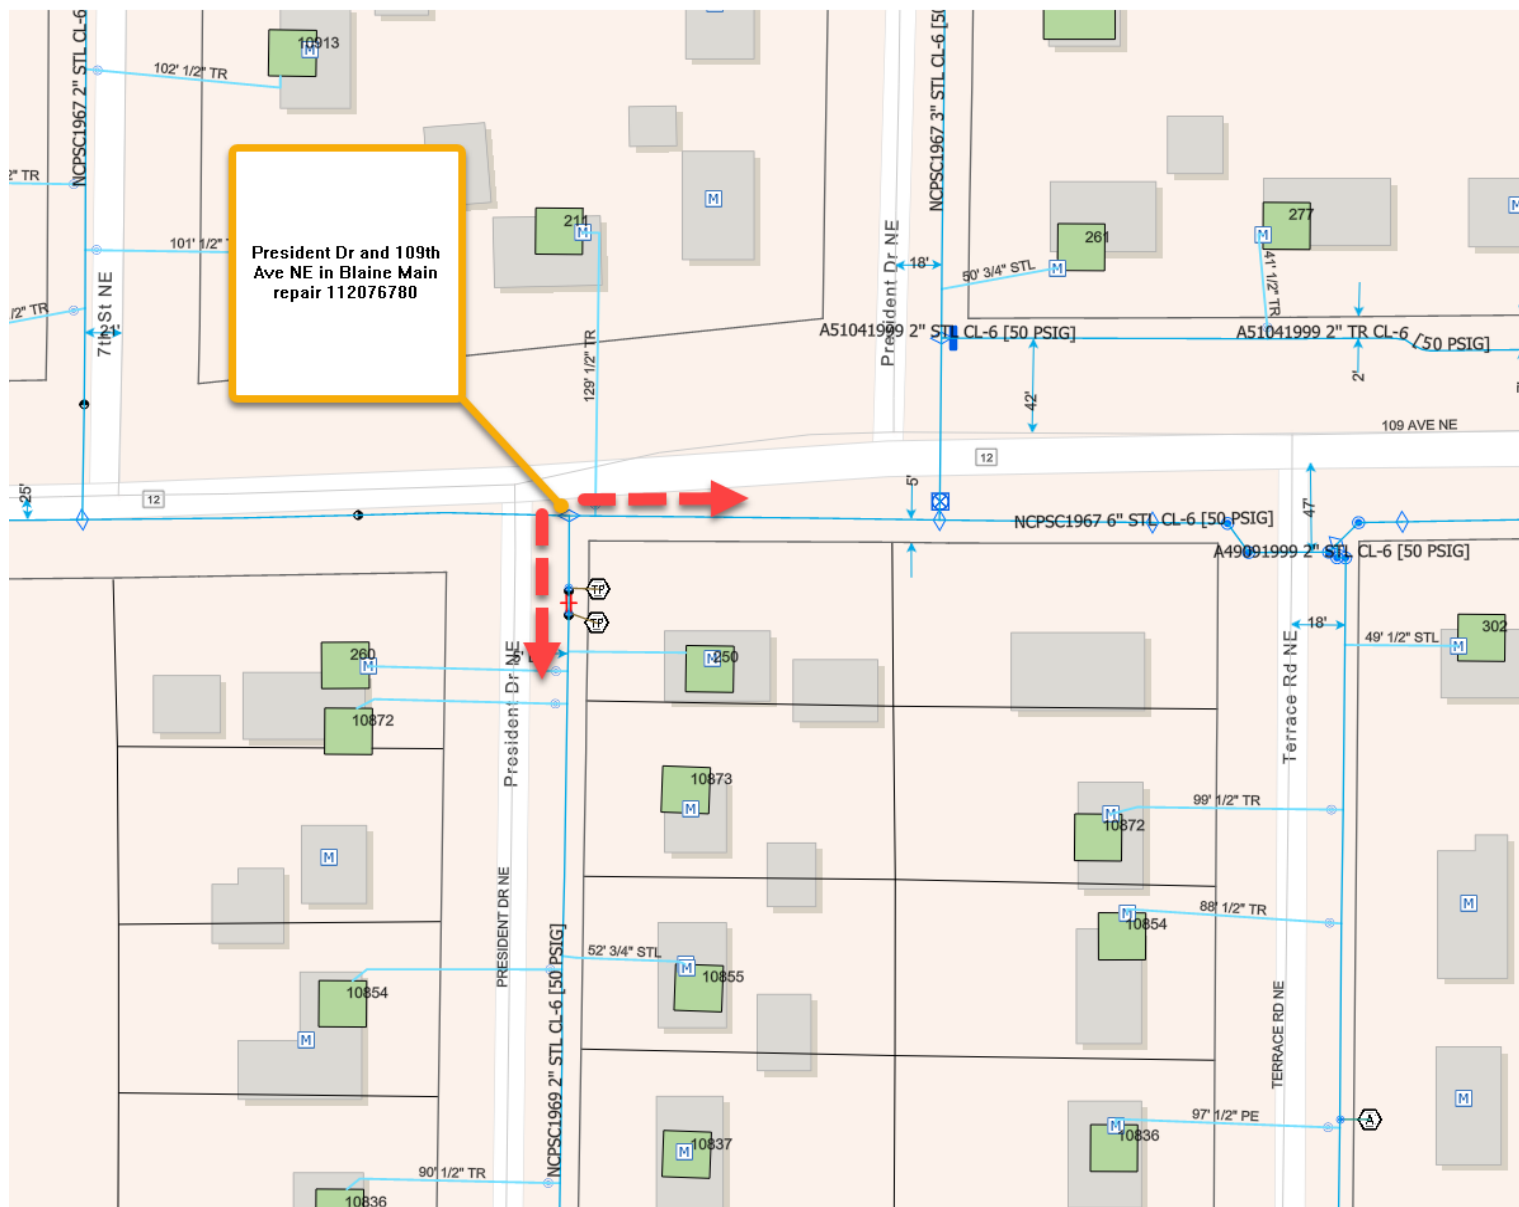 NCPSC1967 2" STL CL-6
10913
M
102' 1/2" TR
2" TR
101' 1/2"
/2" TR
21'
7th St NE
President Dr and 109th
Ave NE in Blaine Main
repair 112076780
211
M
129' 1/2" TR
M
President Dr NE
NCPSC1967 3" STL CL-6 [50
18'
50' 3/4" STL
261
M
277
M
41' 1/2" TR
M
A51041999 2" STL CL-6 [50 PSIG]
A51041999 2" TR CL-6 [50 PSIG]
2'
42'
109 AVE NE
12
12
25'
5'
47'
NCPSC1967 6" STL CL-6 [50 PSIG]
A49091999 2" STL CL-6 [50 PSIG]
TP
TP
18'
49' 1/2" STL
302
M
260
M
5'
250
M
10872
President Dr NE
Terrace Rd NE
10873
M
99' 1/2" TR
M
10872
M
PRESIDENT DR NE
88' 1/2" TR
M
10854
M
NCPSC1969 2" STL CL-6 [50 PSIG]
52' 3/4" STL
M
10855
10854
M
TERRACE RD NE
97' 1/2" PE
M
10836
A
M
10837
M
90' 1/2" TR
10836